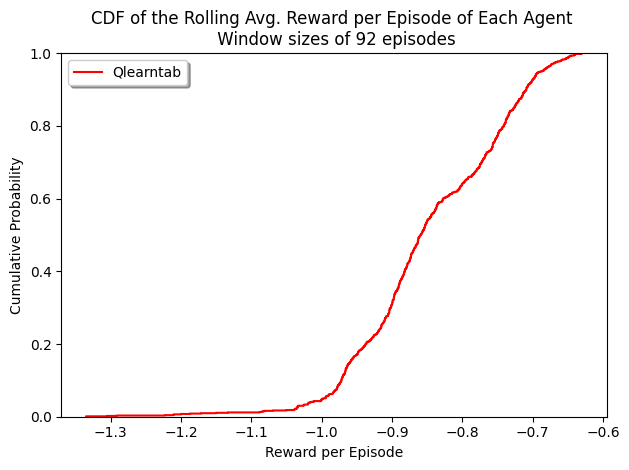 CDF of the Rolling Avg. Reward per Episode of Each Agent
Window sizes of 92 episodes
Qlearntab
Cumulative Probability
1.0
0.8
0.6
0.4
0.2
0.0
−1.3 −1.2 −1.1 −1.0 −0.9 −0.8 −0.7 −0.6
Reward per Episode